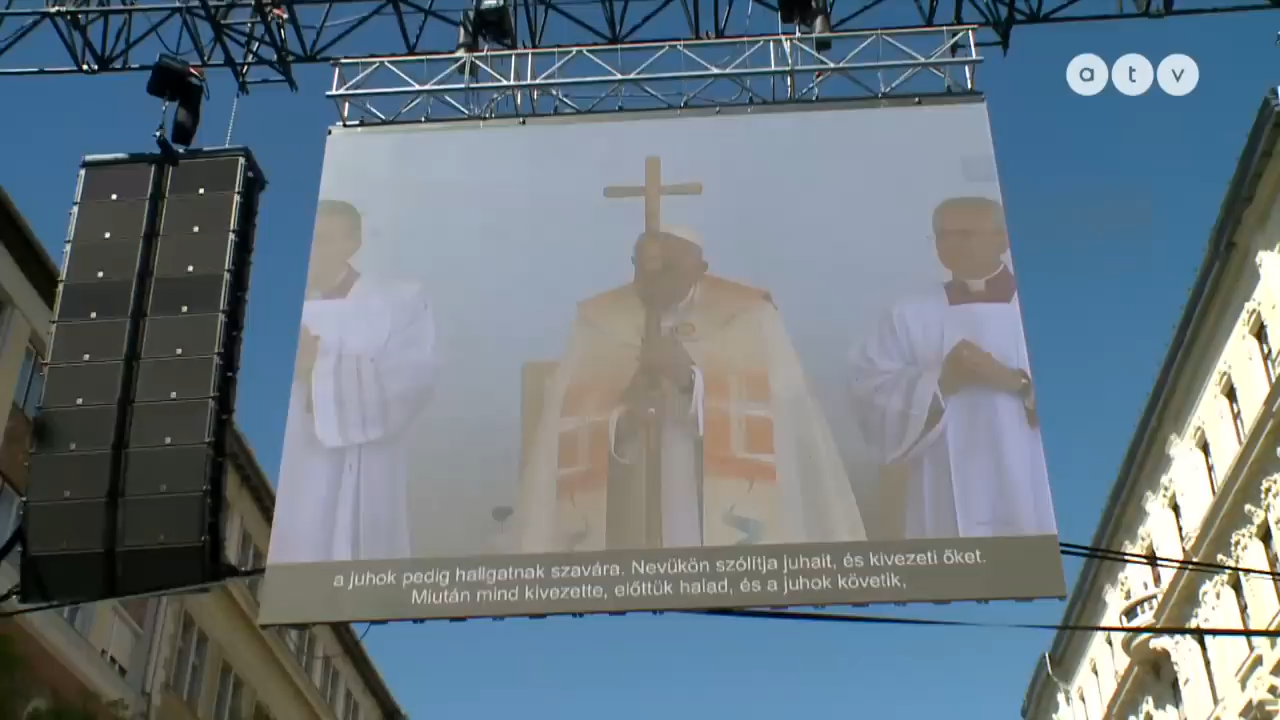 atv
a juhok pedig hallgatnak szavára. Nevükön szólítja juhait, és kivezeti őket.
Miután mind kivezette, előttük halad, és a juhok követik,